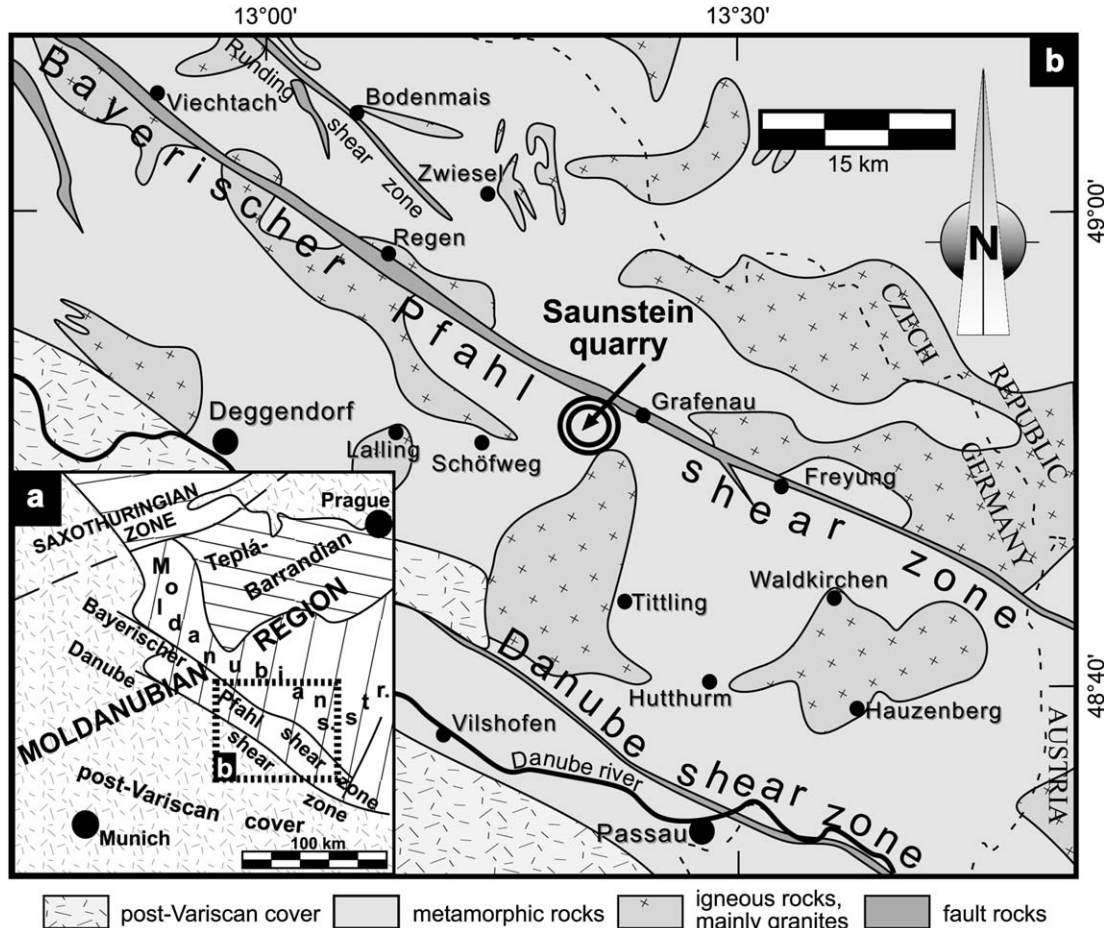 13°00'
13°30'
b
Bayerischer Pfahl shear zone
Runding shear zone
Viechtach
Bodenmais
Zwiesel
Regen
15 km
49°00'
N
Saunstein
quarry
CZECH REPUBLIC
GERMANY
Deggendorf
Lalling
Schöfweg
Grafenau
Freyung
Waldkirchen
Tittling
Hutthurm
Hauzenberg
48°40'
AUSTRIA
Danube shear zone
Vilshofen
Danube river
Passau
a
SAXOTHURINGIAN
ZONE
Prague
Teplá-
Barrandian
Moldanubian s. str.
MOLDANUBIAN REGION
Bayerischer Pfahl shear zone
Danube shear zone
b
post-Variscan cover
Munich
100 km
post-Variscan cover
metamorphic rocks
igneous rocks,
mainly granites
fault rocks